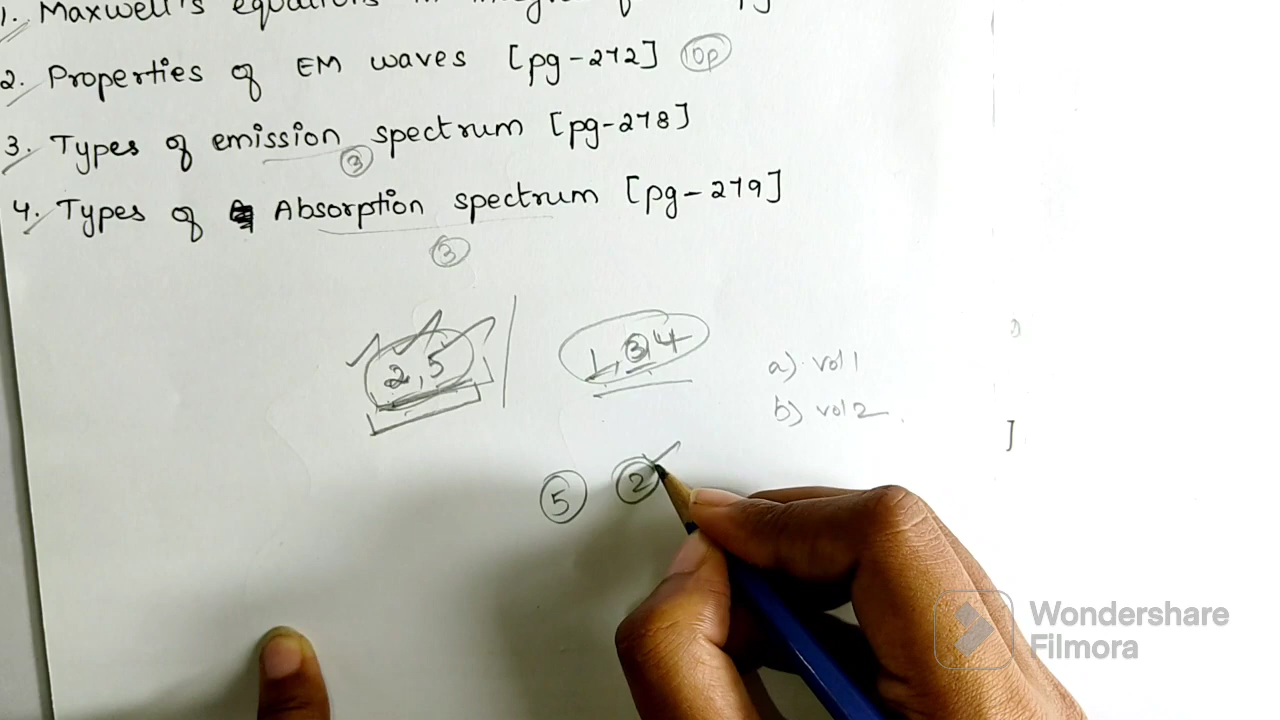 1. Maxwell's equations in
2. Properties of EM waves [pg-272] 10p
3. Types of emission spectrum [pg-278]
3
4. Types of Absorption spectrum [pg-279]
3
2, 5
1, 3, 4
a) vol 1
b) vol 2.
]
5 2
Wondershare
Filmora